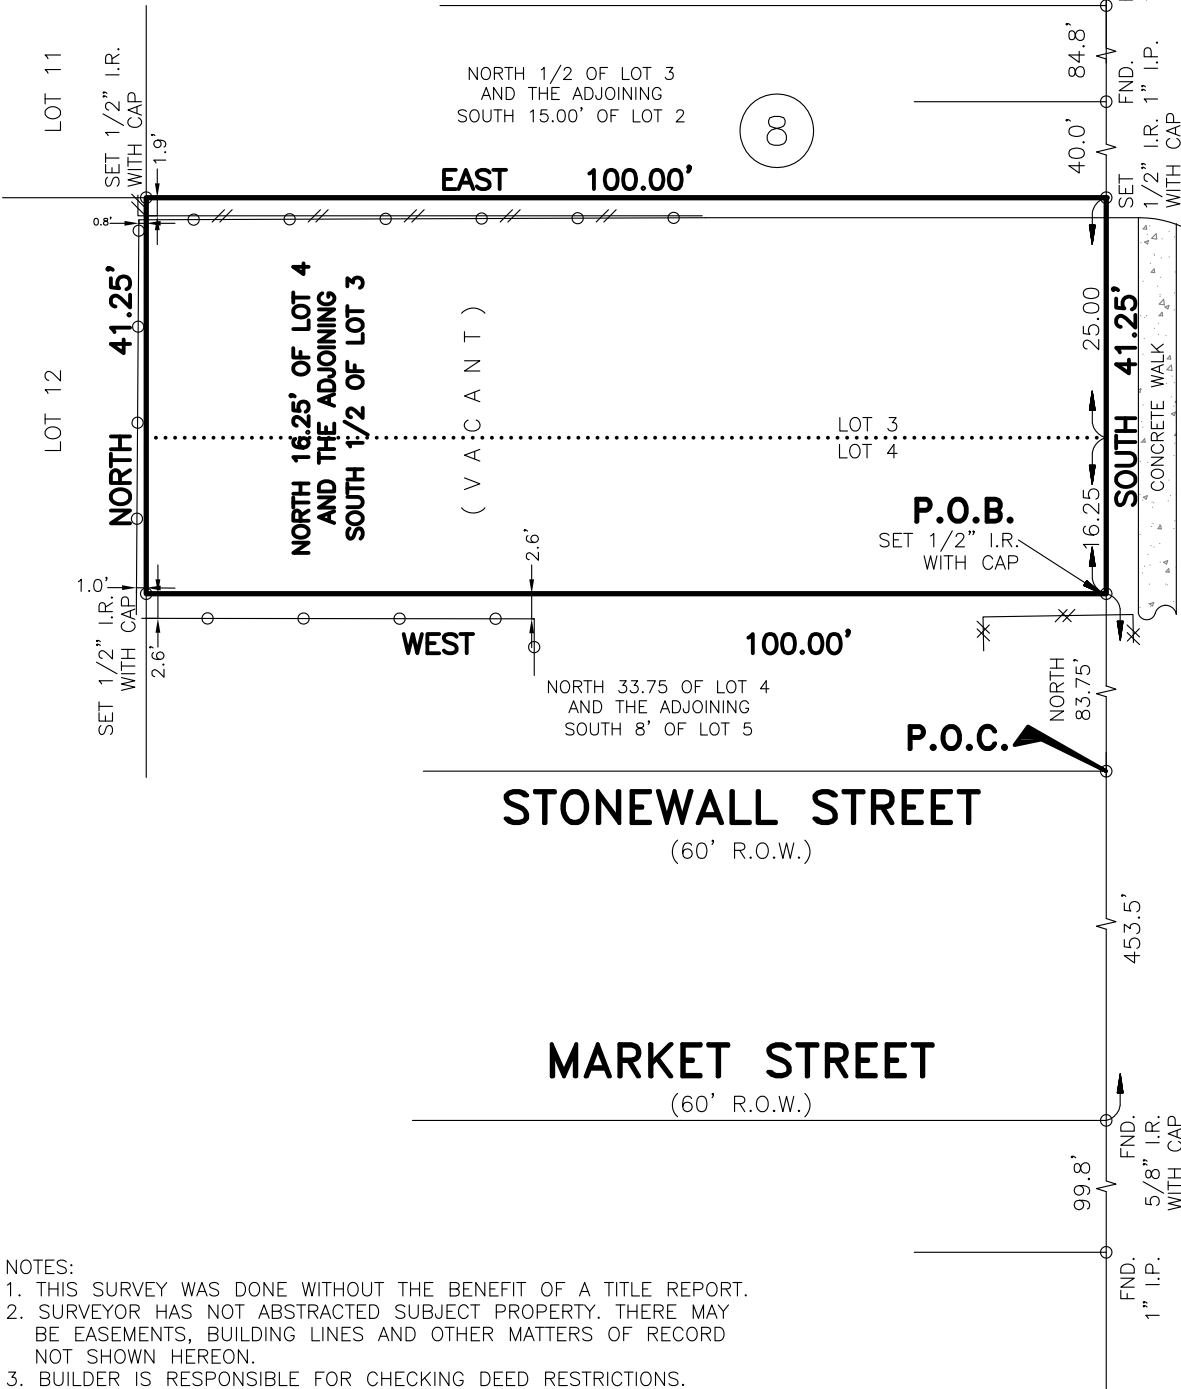 LOT 11
SET 1/2" I.R.
WITH CAP
1.9'
NORTH 1/2 OF LOT 3
AND THE ADJOINING
SOUTH 15.00' OF LOT 2
8
84.8'
FND.
1" I.P.
40.0'
SET
1/2" I.R.
WITH CAP
EAST 100.00'
0.8'
NORTH 41.25'
LOT 12
NORTH 16.25' OF LOT 4
AND THE ADJOINING
SOUTH 1/2 OF LOT 3
(VACANT)
25.00
SOUTH 41.25'
CONCRETE WALK
LOT 3
LOT 4
16.25
P.O.B.
SET 1/2" I.R.
WITH CAP
2.6'
1.0'
SET 1/2" I.R.
WITH CAP
2.6'
WEST 100.00'
NORTH 33.75 OF LOT 4
AND THE ADJOINING
SOUTH 8' OF LOT 5
NORTH
83.75'
P.O.C.
STONEWALL STREET
(60' R.O.W.)
453.5'
MARKET STREET
(60' R.O.W.)
FND.
5/8" I.R.
WITH CAP
99.8'
FND.
1" I.P.
NOTES:
1. THIS SURVEY WAS DONE WITHOUT THE BENEFIT OF A TITLE REPORT.
2. SURVEYOR HAS NOT ABSTRACTED SUBJECT PROPERTY. THERE MAY
BE EASEMENTS, BUILDING LINES AND OTHER MATTERS OF RECORD
NOT SHOWN HEREON.
3. BUILDER IS RESPONSIBLE FOR CHECKING DEED RESTRICTIONS.